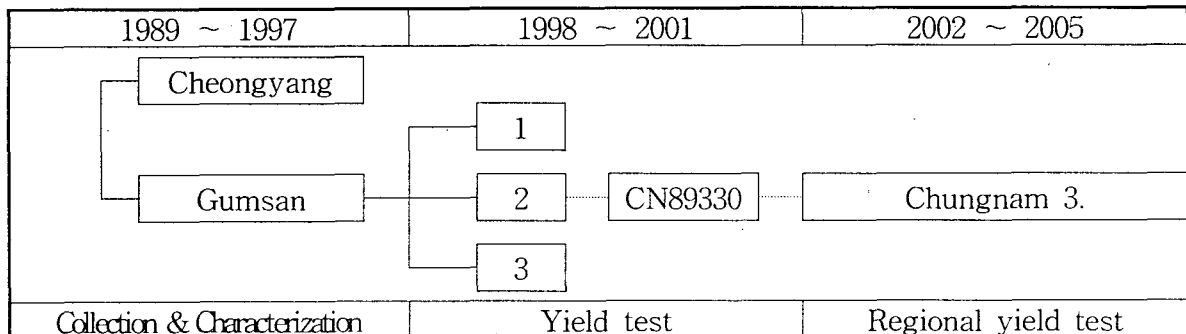 1989 ~ 1997 1998 ~ 2001 2002 ~ 2005
Cheongyang
1
Gumsan 2 CN89330 Chungnam 3.
3
Collection & Characterization Yield test Regional yield test